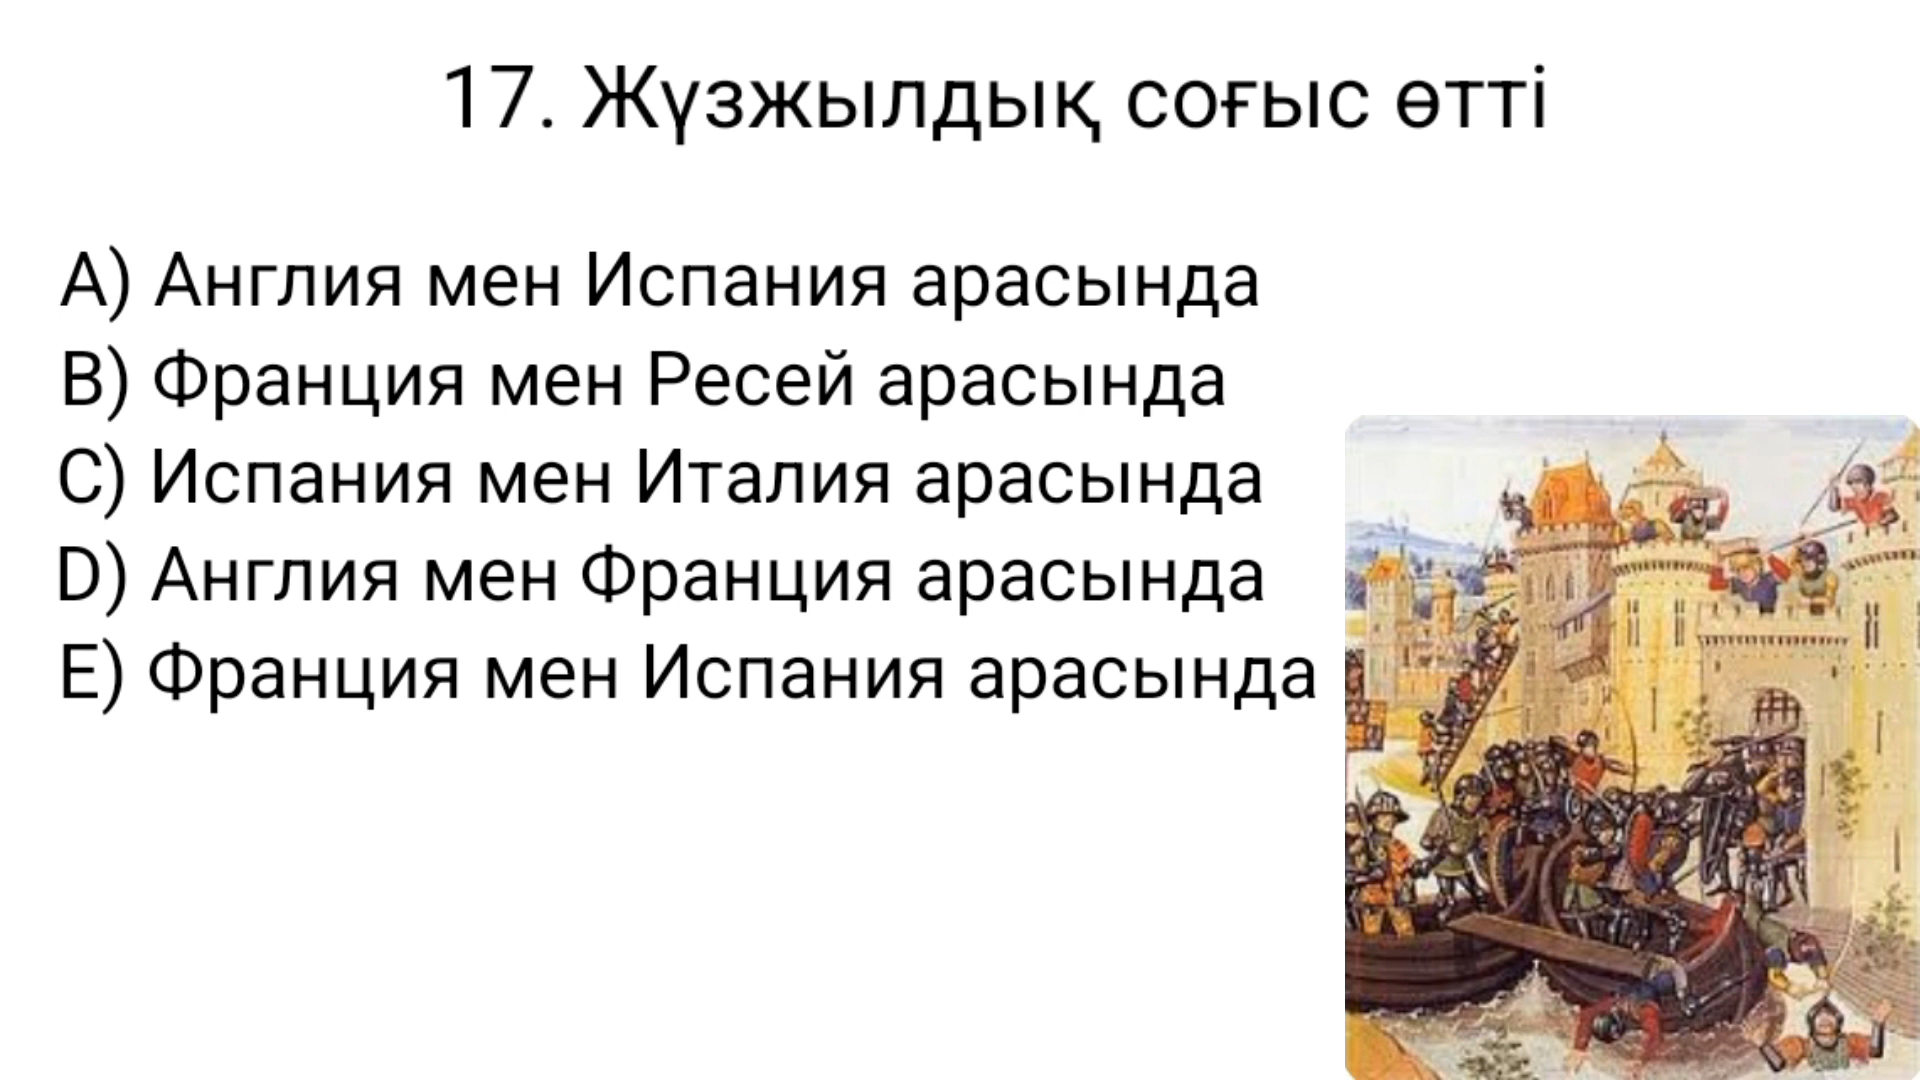 17. Жүзжылдық соғыс өтті
A) Англия мен Испания арасында
B) Франция мен Ресей арасында
C) Испания мен Италия арасында
D) Англия мен Франция арасында
E) Франция мен Испания арасында